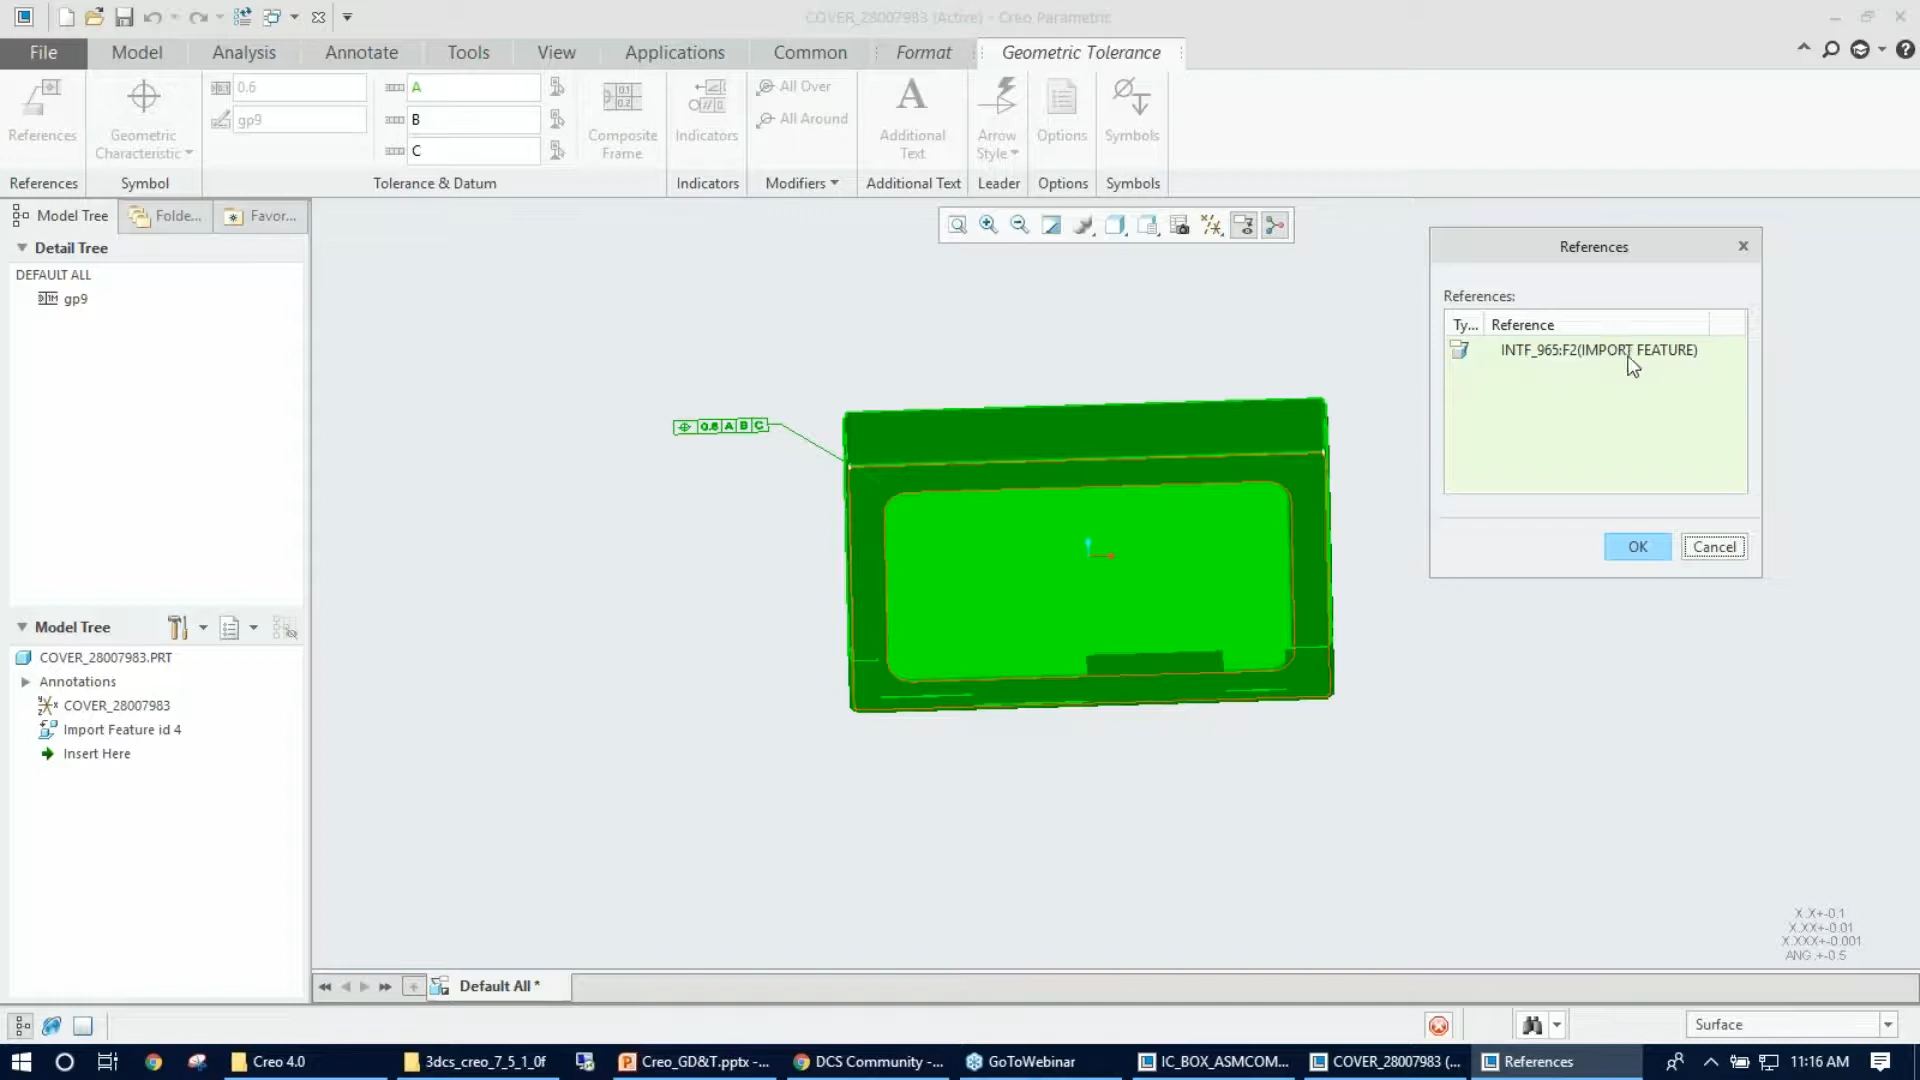 COVER_28007983 (Active) - Creo Parametric
File
Model
Analysis
Annotate
Tools
View
Applications
Common
Format
Geometric Tolerance
References
Geometric
Characteristic
0.6
gp9
A
B
C
Composite
Frame
Indicators
All Over
All Around
Additional
Text
Arrow
Style
Options
Symbols
References
Symbol
Tolerance & Datum
Indicators
Modifiers
Additional Text
Leader
Options
Symbols
Model Tree
Folde...
Favor...
Detail Tree
DEFAULT ALL
gp9
0.6 A B C
References
References:
Ty...
Reference
INTF_965:F2(IMPORT FEATURE)
OK
Cancel
Model Tree
COVER_28007983.PRT
Annotations
COVER_28007983
Import Feature id 4
Insert Here
X.X+-0.1
X.XX+-0.01
X.XXX+-0.001
ANG.+-0.5
Default All *
Surface
Creo 4.0
3dcs_creo_7_5_1_0f
Creo_GD&T.pptx -...
DCS Community -...
GoToWebinar
IC_BOX_ASMCOM...
COVER_28007983 (...
References
11:16 AM